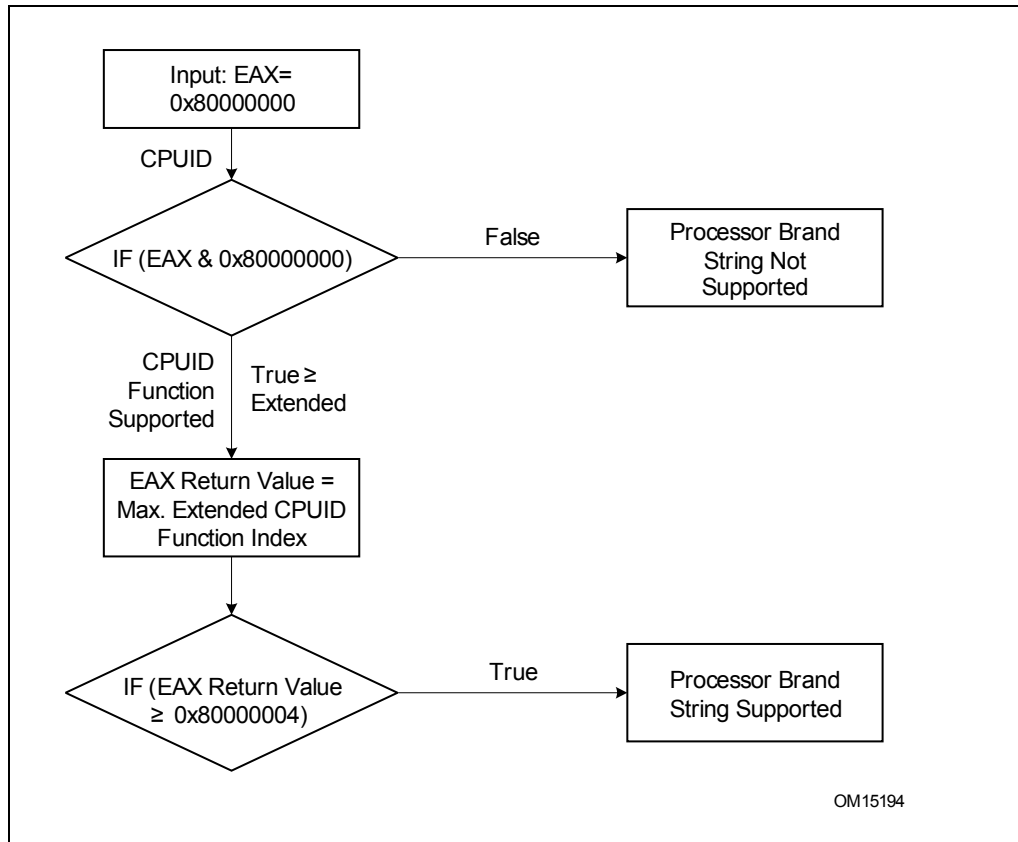 Input: EAX=
0x80000000
CPUID
IF (EAX & 0x80000000)
False
Processor Brand
String Not
Supported
CPUID
Function
Supported
True ≥
Extended
EAX Return Value =
Max. Extended CPUID
Function Index
IF (EAX Return Value
≥ 0x80000004)
True
Processor Brand
String Supported
OM15194